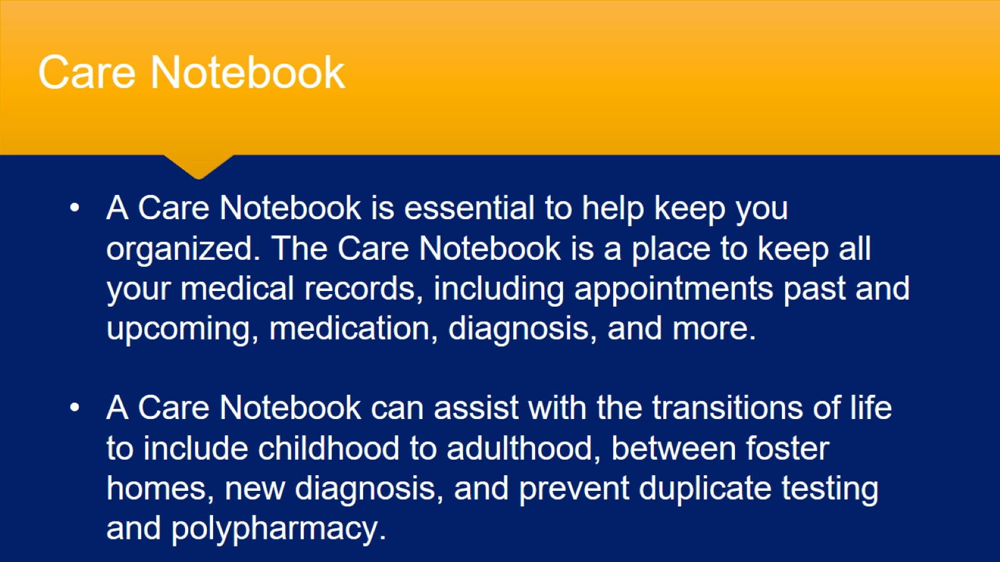 Care Notebook
• A Care Notebook is essential to help keep you
organized. The Care Notebook is a place to keep all
your medical records, including appointments past and
upcoming, medication, diagnosis, and more.
• A Care Notebook can assist with the transitions of life
to include childhood to adulthood, between foster
homes, new diagnosis, and prevent duplicate testing
and polypharmacy.